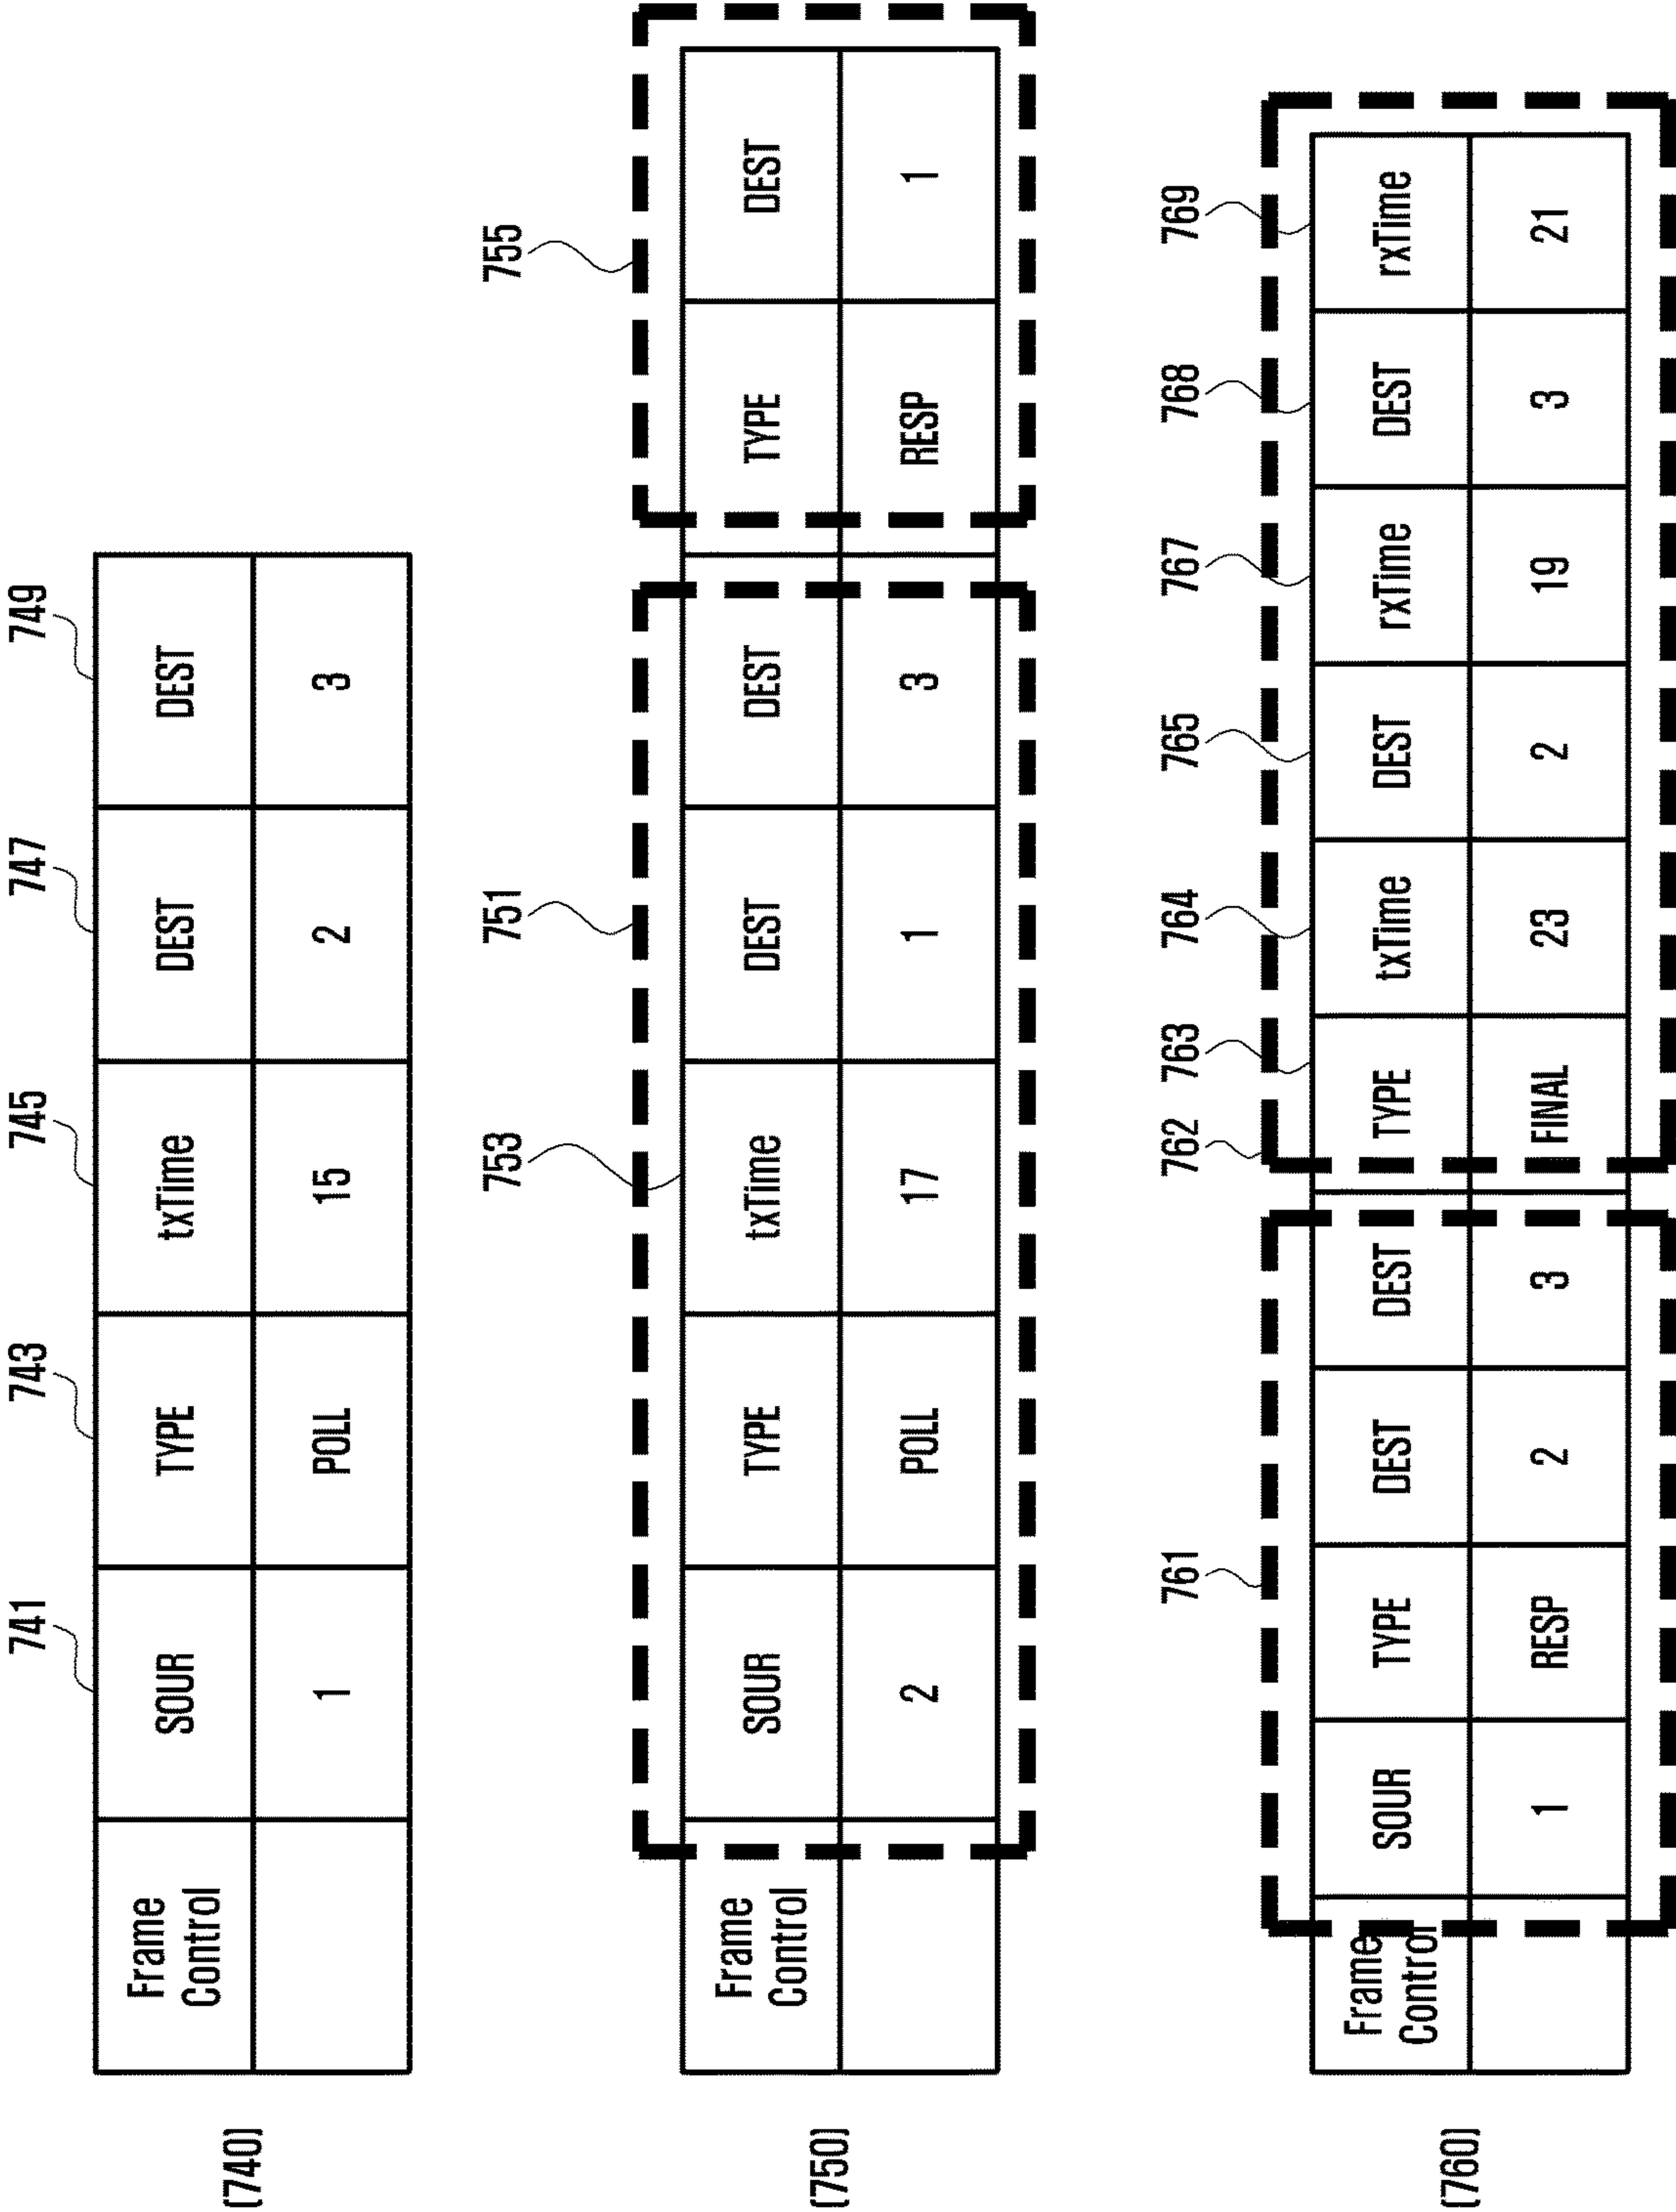 741 743 745 747 749
Frame Control SOUR TYPE txTime DEST DEST
(740)
1 POLL 15 2 3
753 751 755
Frame Control SOUR TYPE txTime DEST DEST TYPE DEST
(750)
2 POLL 17 1 3 RESP 1
761 762 763 764 765 767 768 769
Frame Control SOUR TYPE DEST DEST TYPE txTime DEST rxTime DEST rxTime
(760)
1 RESP 2 3 FINAL 23 2 19 3 21